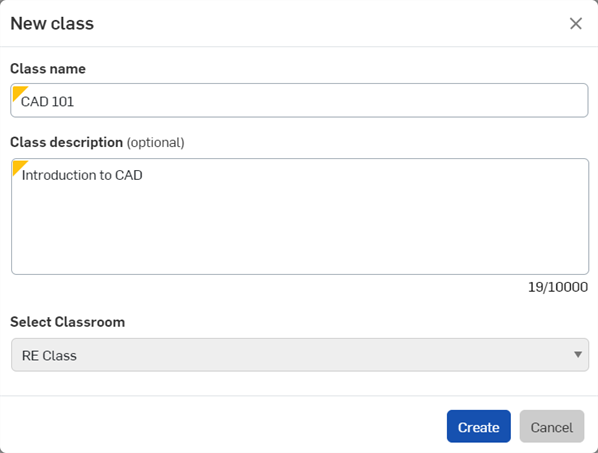 New class
Class name
CAD 101
Class description (optional)
Introduction to CAD
19/10000
Select Classroom
RE Class
Create Cancel